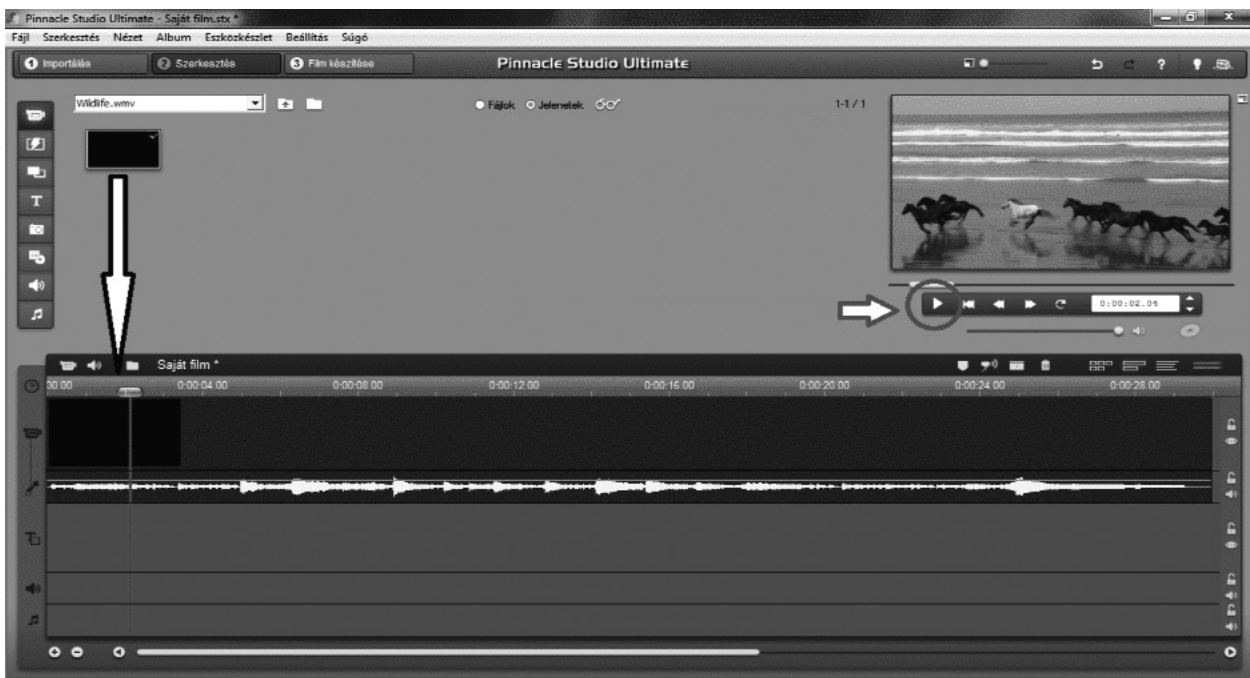 Pinnacle Studio Ultimate - Saját film.stx *
Fájl Szerkesztés Nézet Album Eszközkészlet Beállítás Súgó
1 Importálás 2 Szerkesztés 3 Film készítése Pinnacle Studio Ultimate
Wildlife.wmv Fájlok Jelenetek 1-1 / 1
T
0:00:02.04
Saját film *
00.00 0:00:04.00 0:00:08.00 0:00:12.00 0:00:16.00 0:00:20.00 0:00:24.00 0:00:28.00